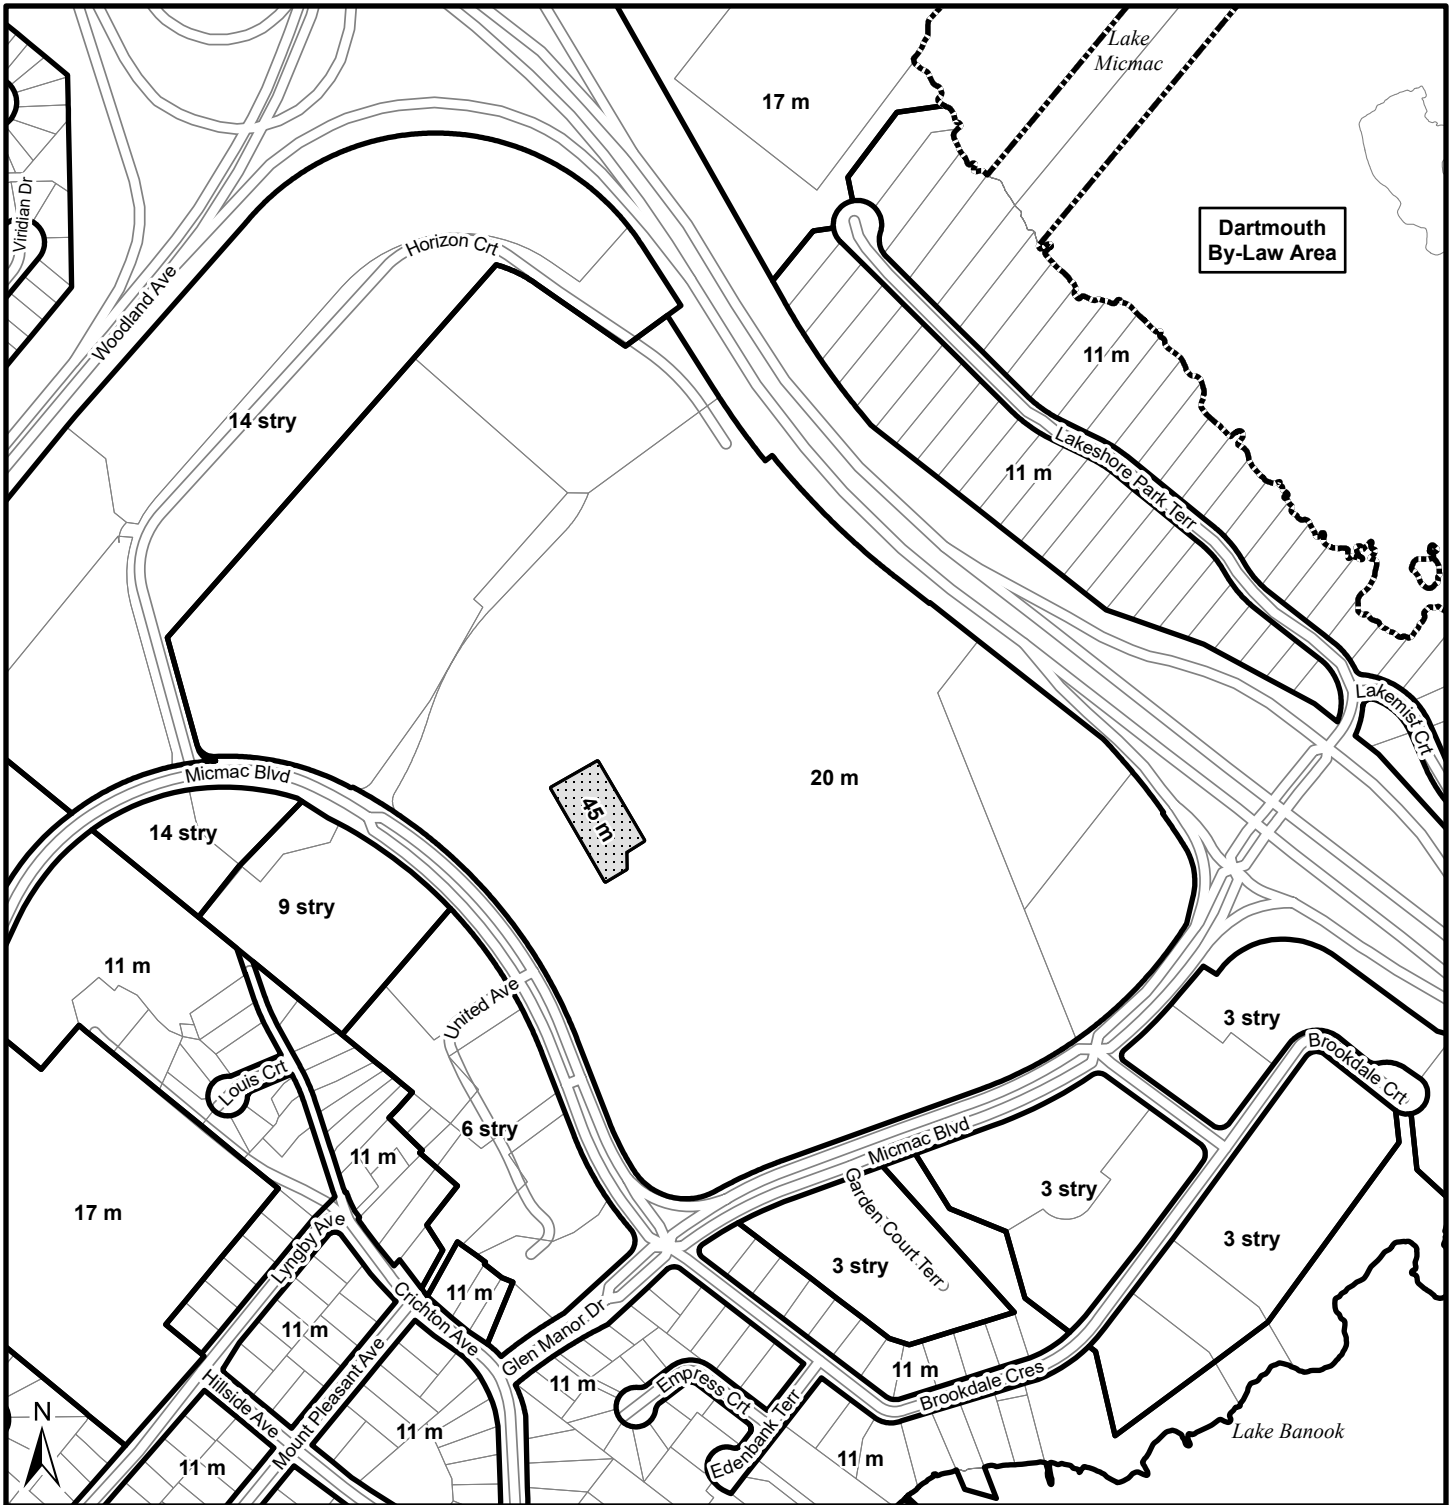 Lake
Micmac
17 m
Viridian Dr
Dartmouth
By-Law Area
Horizon Crt
Woodland Ave
11 m
14 stry
Lakeshore Park Terr
11 m
Lakemist Crt
Micmac Blvd
20 m
45 m
14 stry
9 stry
11 m
United Ave
3 stry
Brookdale Crt
Louis Crt
6 stry
Micmac Blvd
11 m
Garden Court Terr
3 stry
17 m
Lyngby Ave
3 stry
3 stry
11 m
Crichton Ave
Glen Manor Dr
11 m
Mount Pleasant Ave
11 m
11 m
Brookdale Cres
Empress Crt
Hillside Ave
Edenbank Terr
N
11 m
Lake Banook
11 m
11 m